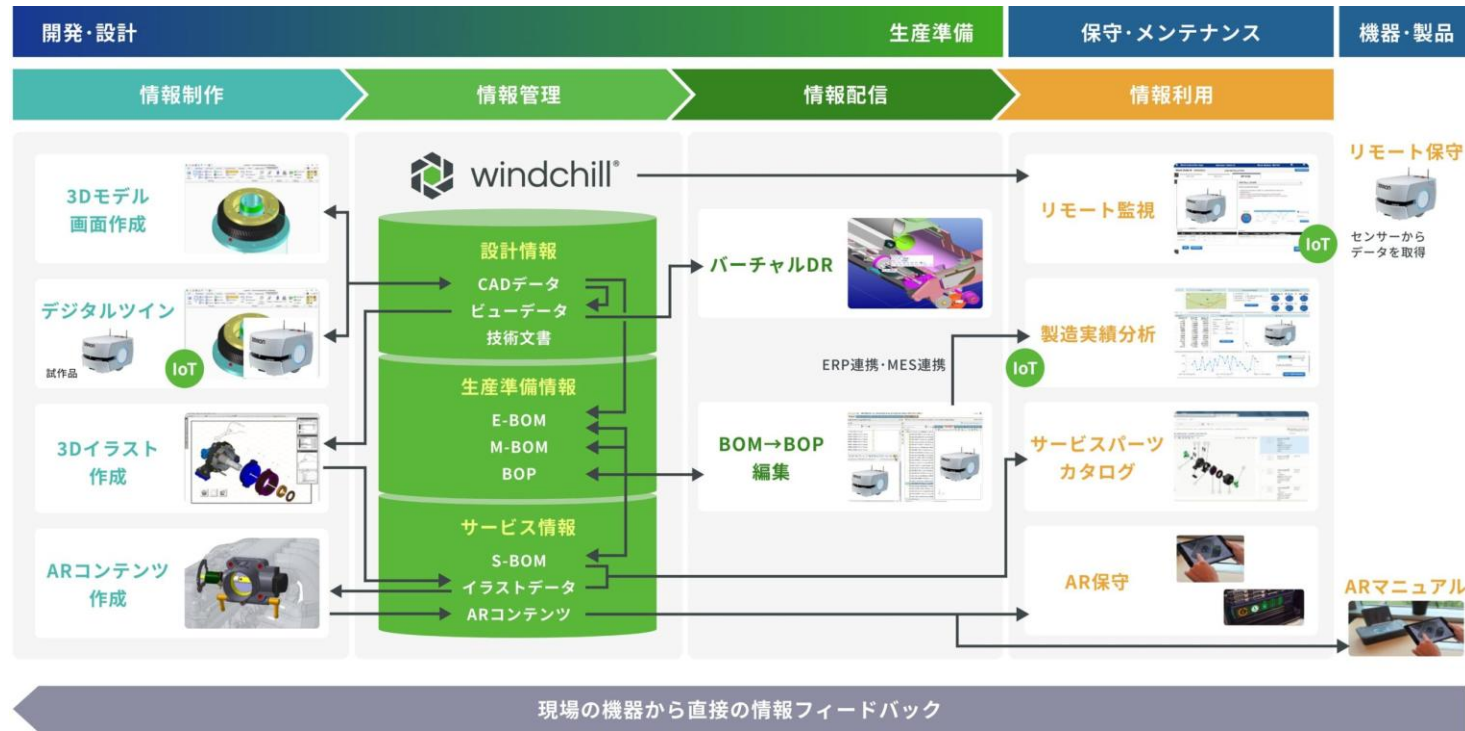 開発・設計
生産準備
保守・メンテナンス
機器・製品
情報制作
情報管理
情報配信
情報利用
3Dモデル
画面作成
デジタルツイン
試作品
IoT
3Dイラスト
作成
ARコンテンツ
作成
windchill®
設計情報
CADデータ
ビューデータ
技術文書
生産準備情報
E-BOM
M-BOM
BOP
サービス情報
S-BOM
イラストデータ
ARコンテンツ
バーチャルDR
ERP連携・MES連携
BOM→BOP
編集
リモート監視
IoT
製造実績分析
IoT
サービスパーツ
カタログ
AR保守
リモート保守
センサーから
データを取得
ARマニュアル
現場の機器から直接の情報フィードバック